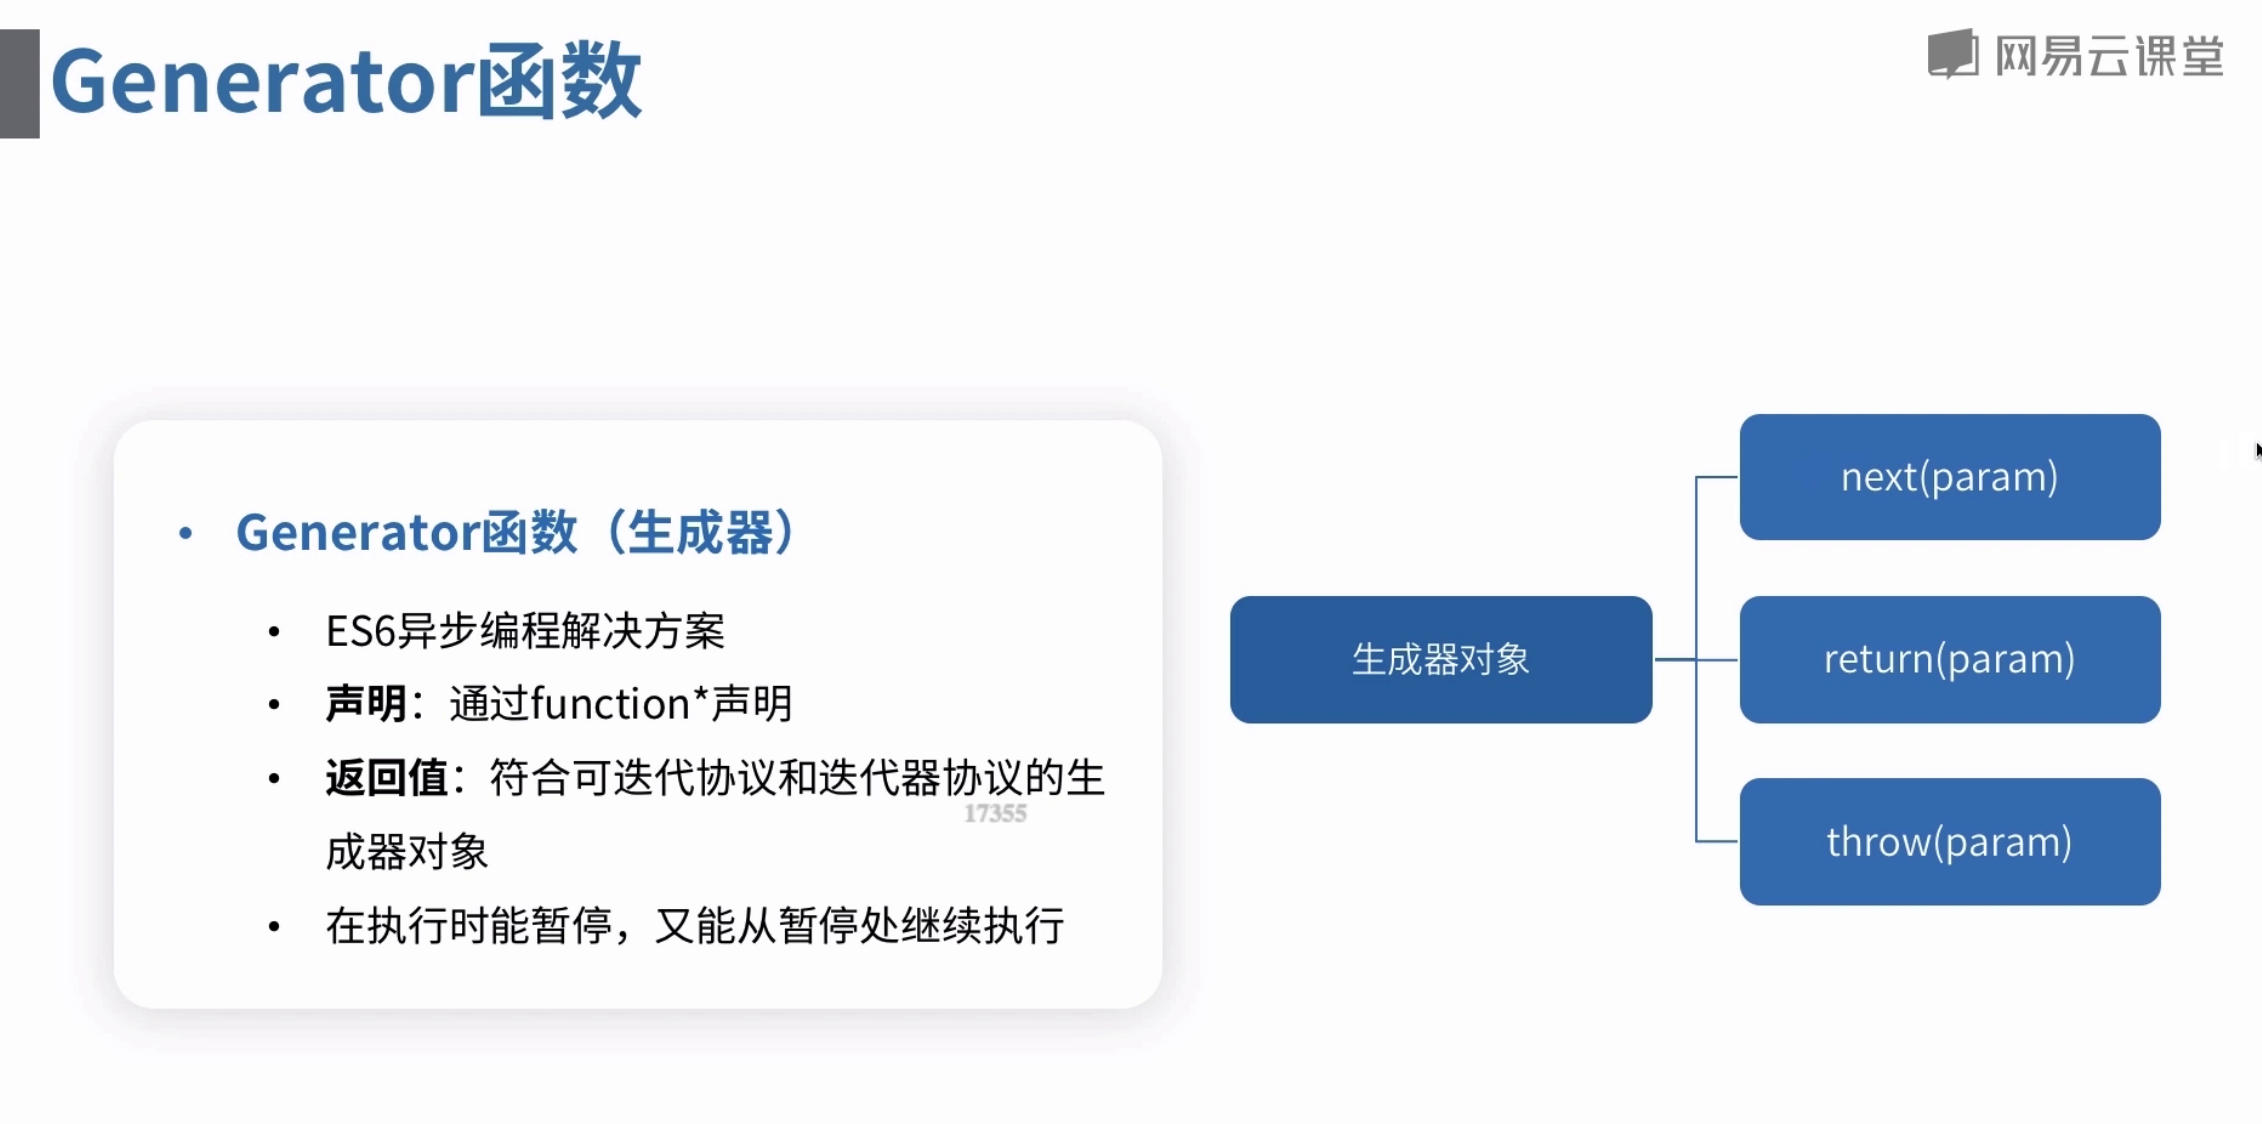 Generator函数
网易云课堂
• Generator函数（生成器）
• ES6异步编程解决方案
• 声明：通过function*声明
• 返回值：符合可迭代协议和迭代器协议的生
成器对象
17355
• 在执行时能暂停，又能从暂停处继续执行
生成器对象
next(param)
return(param)
throw(param)